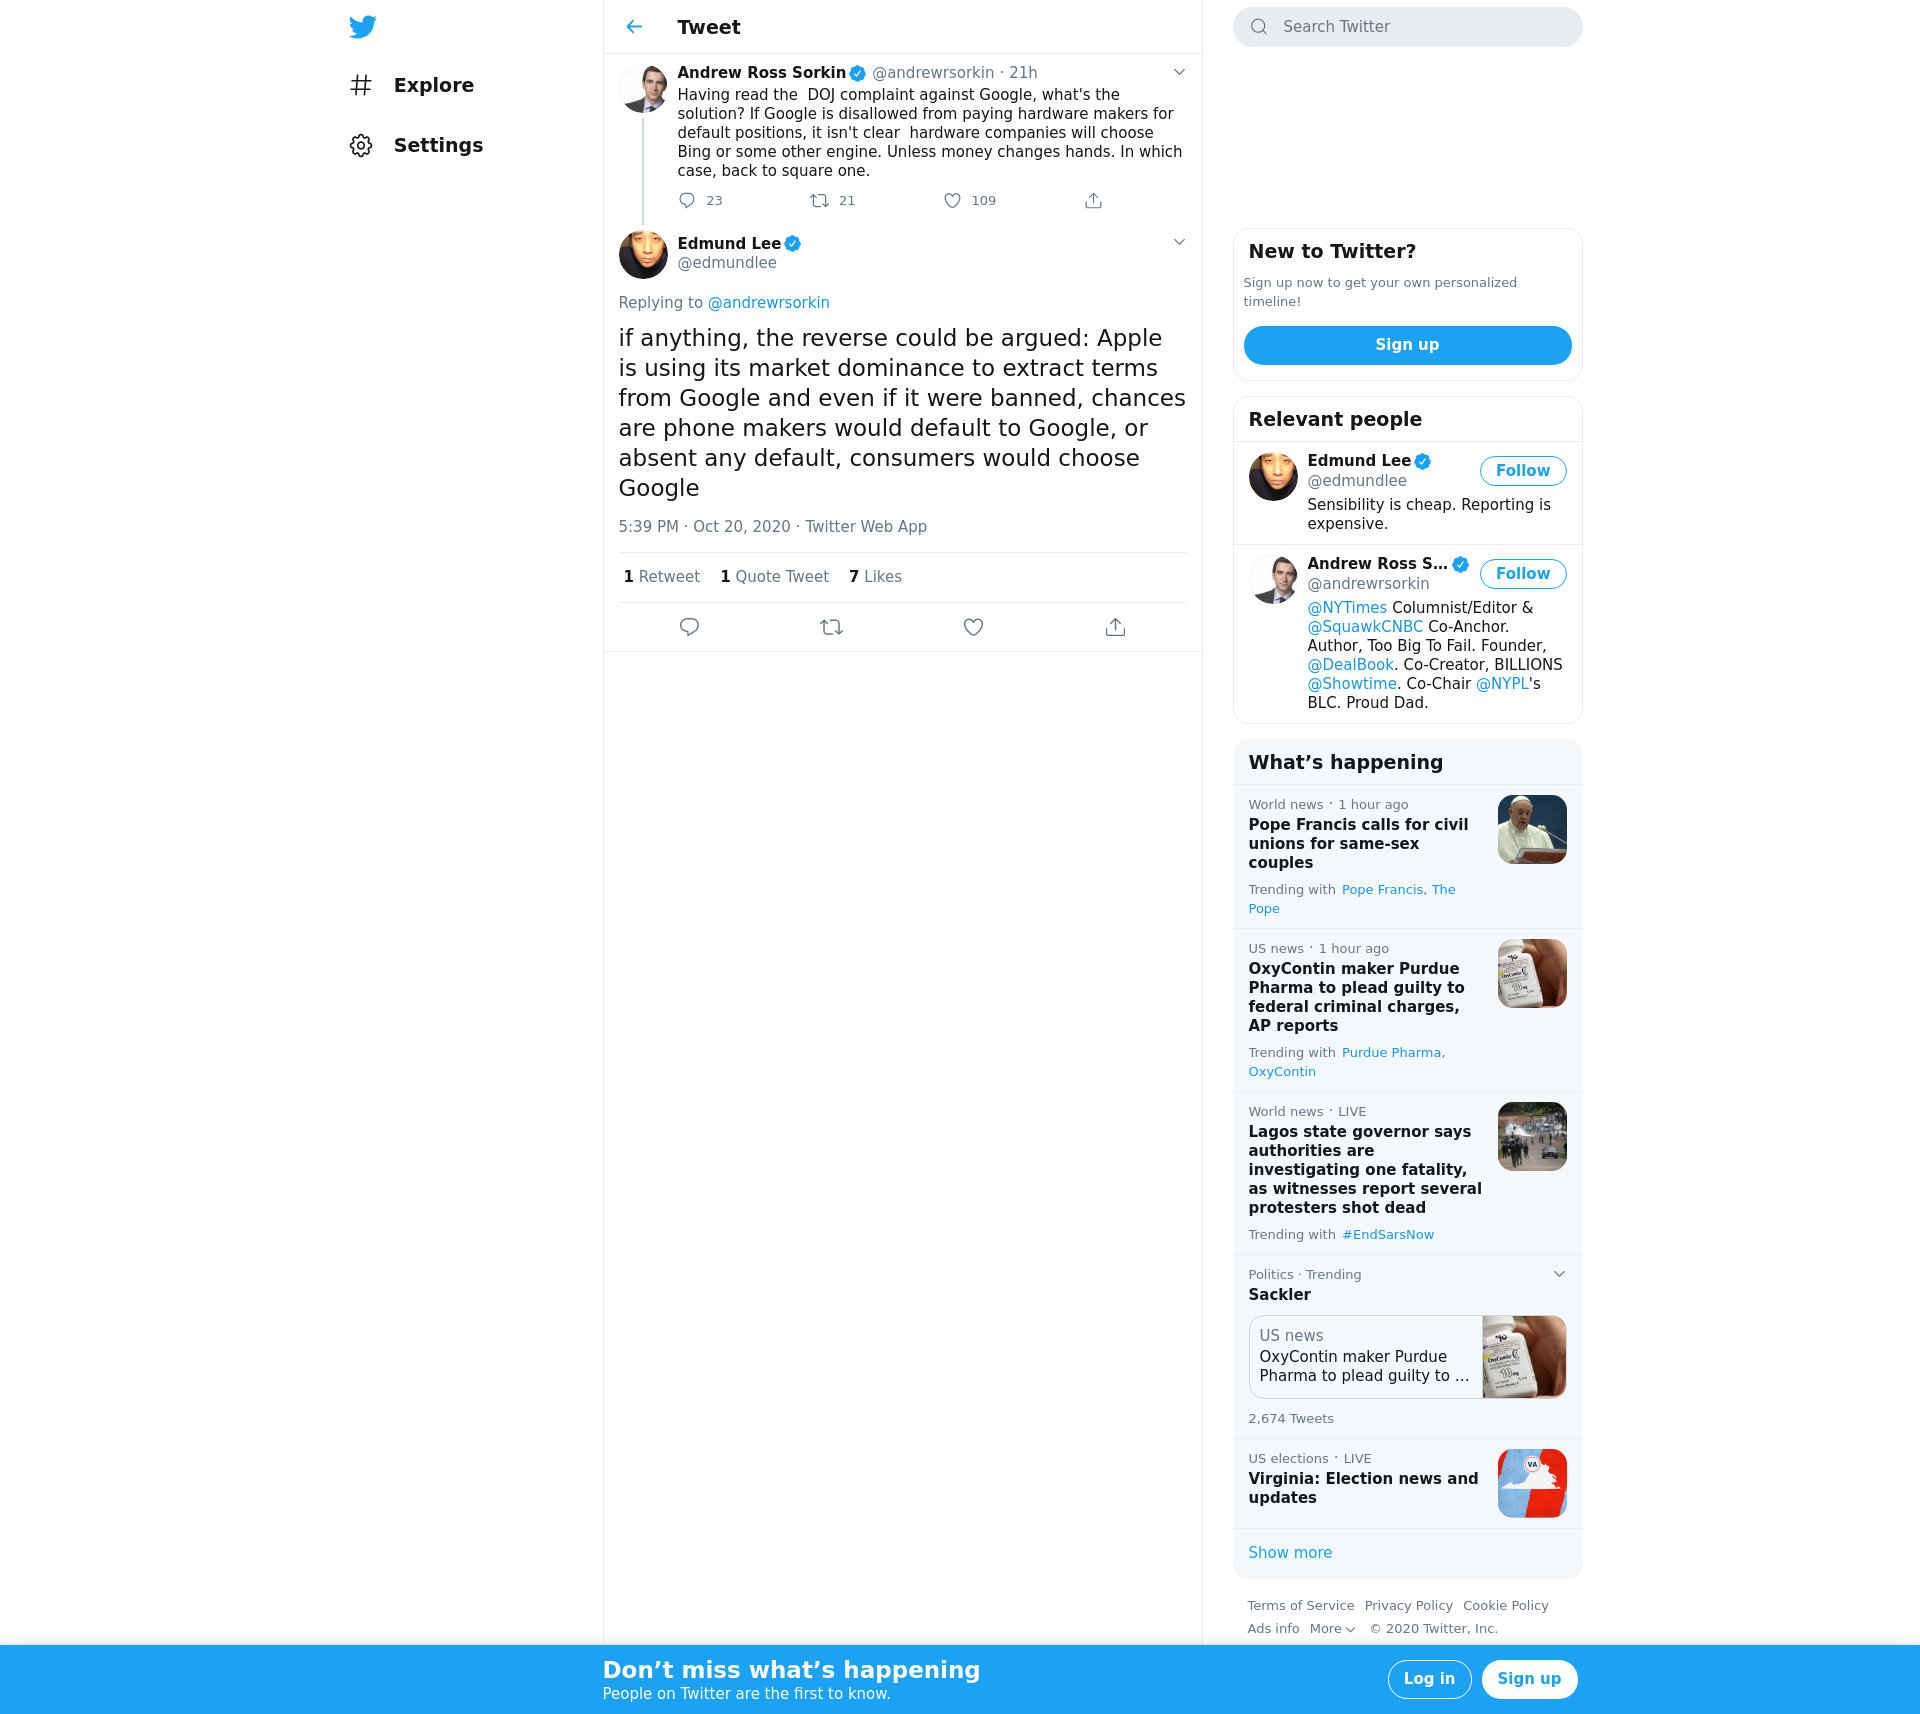 Explore
Settings
Tweet
Andrew Ross Sorkin @andrewrsorkin · 21h
Having read the  DOJ complaint against Google, what's the
solution? If Google is disallowed from paying hardware makers for
default positions, it isn't clear  hardware companies will choose
Bing or some other engine. Unless money changes hands. In which
case, back to square one.
23 21 109
Edmund Lee
@edmundlee
Replying to @andrewrsorkin
if anything, the reverse could be argued: Apple
is using its market dominance to extract terms
from Google and even if it were banned, chances
are phone makers would default to Google, or
absent any default, consumers would choose
Google
5:39 PM · Oct 20, 2020 · Twitter Web App
1 Retweet 1 Quote Tweet 7 Likes
Search Twitter
New to Twitter?
Sign up now to get your own personalized
timeline!
Sign up
Relevant people
Edmund Lee
@edmundlee
Follow
Sensibility is cheap. Reporting is
expensive.
Andrew Ross S...
@andrewrsorkin
Follow
@NYTimes Columnist/Editor &
@SquawkCNBC Co-Anchor.
Author, Too Big To Fail. Founder,
@DealBook. Co-Creator, BILLIONS
@Showtime. Co-Chair @NYPL's
BLC. Proud Dad.
What’s happening
World news · 1 hour ago
Pope Francis calls for civil
unions for same-sex
couples
Trending with Pope Francis, The
Pope
US news · 1 hour ago
OxyContin maker Purdue
Pharma to plead guilty to
federal criminal charges,
AP reports
Trending with Purdue Pharma,
OxyContin
World news · LIVE
Lagos state governor says
authorities are
investigating one fatality,
as witnesses report several
protesters shot dead
Trending with #EndSarsNow
Politics · Trending
Sackler
US news
OxyContin maker Purdue
Pharma to plead guilty to ...
OxyContin
10 mg
2,674 Tweets
US elections · LIVE
Virginia: Election news and
updates
VA
Show more
Terms of Service Privacy Policy Cookie Policy
Ads info More © 2020 Twitter, Inc.
Don’t miss what’s happening
People on Twitter are the first to know.
Log in
Sign up